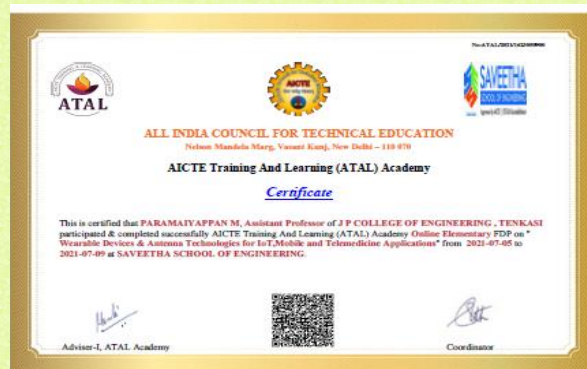 ATAL
AICTE
SAVEETHA
SCHOOL OF ENGINEERING
ALL INDIA COUNCIL FOR TECHNICAL EDUCATION
Nelson Mandela Marg, Vasant Kunj, New Delhi – 110 070
AICTE Training And Learning (ATAL) Academy
Certificate
This is certified that PARAMAIYAPPAN M, Assistant Professor of J P COLLEGE OF ENGINEERING , TENKASI
participated & completed successfully AICTE Training And Learning (ATAL) Academy Online Elementary FDP on "
Wearable Devices & Antenna Technologies for IoT,Mobile and Telemedicine Applications" from 2021-07-05 to
2021-07-09 at SAVEETHA SCHOOL OF ENGINEERING.
Adviser-I, ATAL Academy
Coordinator